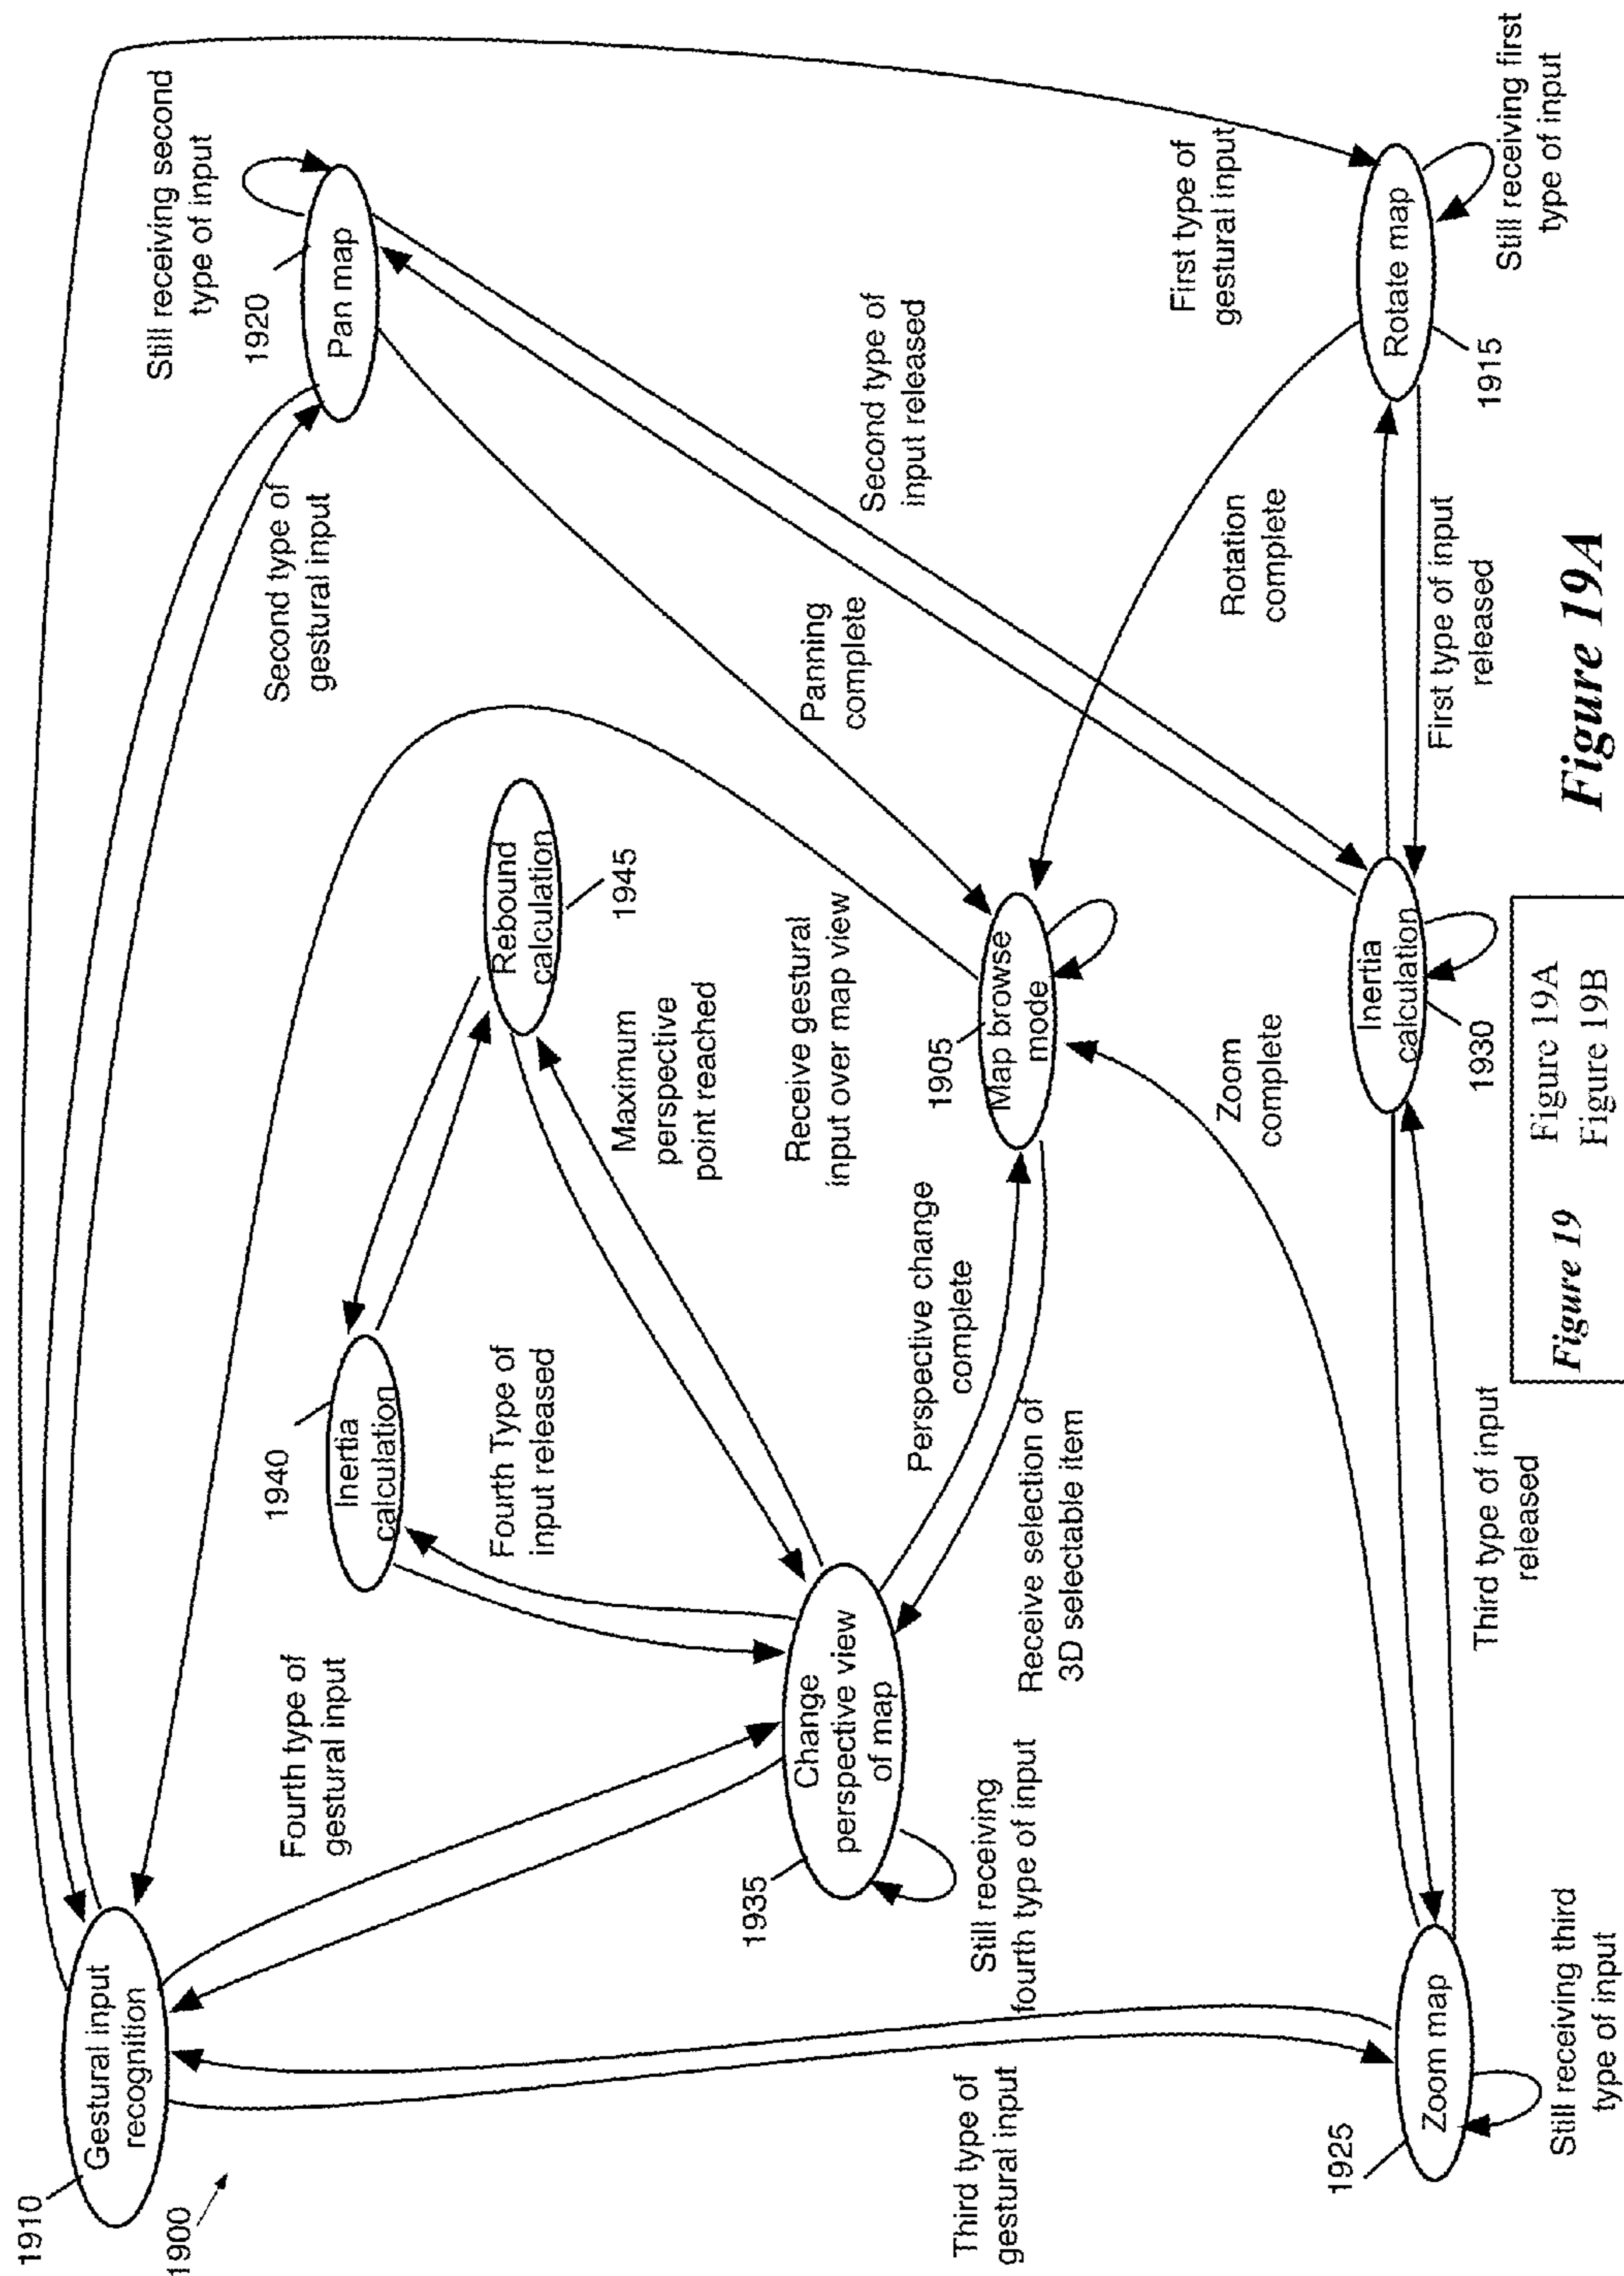 1910
1900
Gestural input
recognition
Second type of
gestural input
Still receiving second
type of input
1920
Pan map
Fourth type of
gestural input
1940
Inertia
calculation
Fourth Type of
input released
Rebound
calculation
1945
Maximum
perspective
point reached
Receive gestural
input over map view
Panning
complete
Second type of
input released
1935
Change
perspective view
of map
Still receiving
fourth type of input
Perspective change
complete
Receive selection of
3D selectable item
1905
Map browse
mode
Rotation
complete
First type of
gestural input
Third type of
gestural input
Zoom
complete
1925
Zoom map
Still receiving third
type of input
Third type of input
released
Inertia
calculation
1930
First type of input
released
Rotate map
1915
Still receiving first
type of input
Figure 19
Figure 19A
Figure 19B
Figure 19A